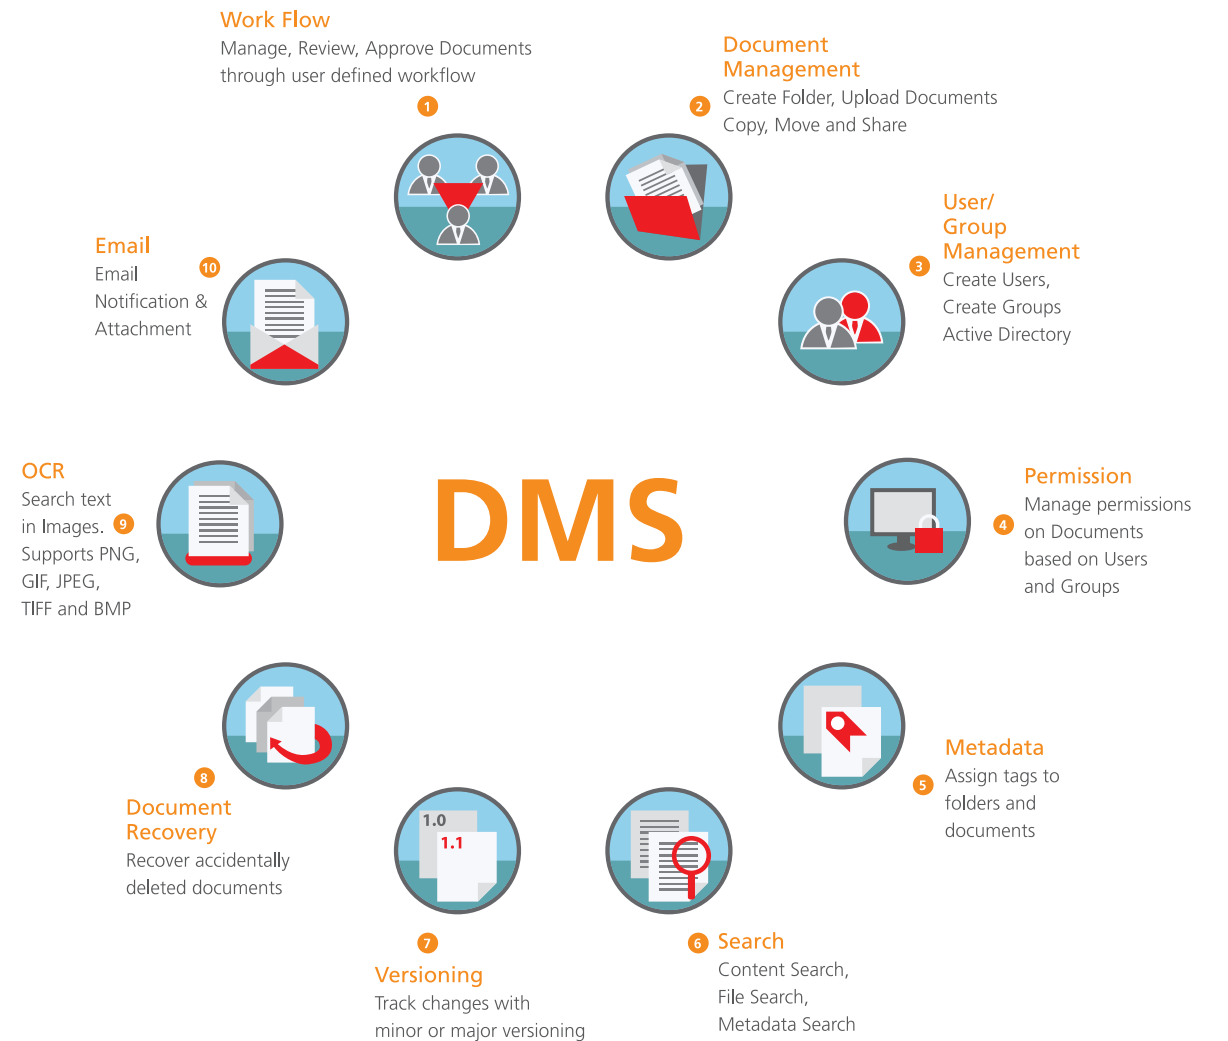 Work Flow
Manage, Review, Approve Documents
through user defined workflow
1
Document
Management
2
Create Folder, Upload Documents
Copy, Move and Share
User/
Group
Management
3
Create Users,
Create Groups
Active Directory
Permission
Manage permissions
4
on Documents
based on Users
and Groups
Metadata
5
Assign tags to
folders and
documents
6
Search
Content Search,
File Search,
Metadata Search
1.0
1.1
7
Versioning
Track changes with
minor or major versioning
8
Document
Recovery
Recover accidentally
deleted documents
OCR
Search text
in Images.
9
Supports PNG,
GIF, JPEG,
TIFF and BMP
Email
10
Email
Notification &
Attachment
DMS